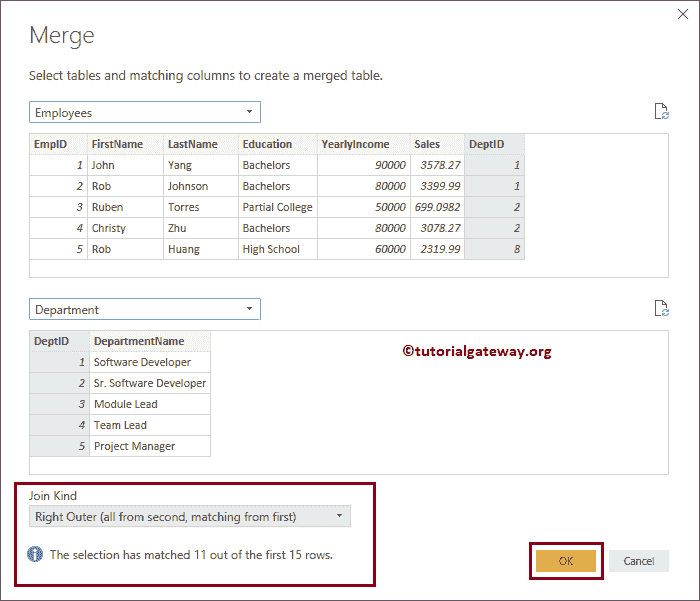 Merge
Select tables and matching columns to create a merged table.
Employees
EmpID FirstName LastName Education YearlyIncome Sales DeptID
1 John Yang Bachelors 90000 3578.27 1
2 Rob Johnson Bachelors 80000 3399.99 1
3 Ruben Torres Partial College 50000 699.0982 2
4 Christy Zhu Bachelors 80000 3078.27 2
5 Rob Huang High School 60000 2319.99 8
Department
DeptID DepartmentName
1 Software Developer
2 Sr. Software Developer
3 Module Lead
4 Team Lead
5 Project Manager
©tutorialgateway.org
Join Kind
Right Outer (all from second, matching from first)
The selection has matched 11 out of the first 15 rows.
OK Cancel